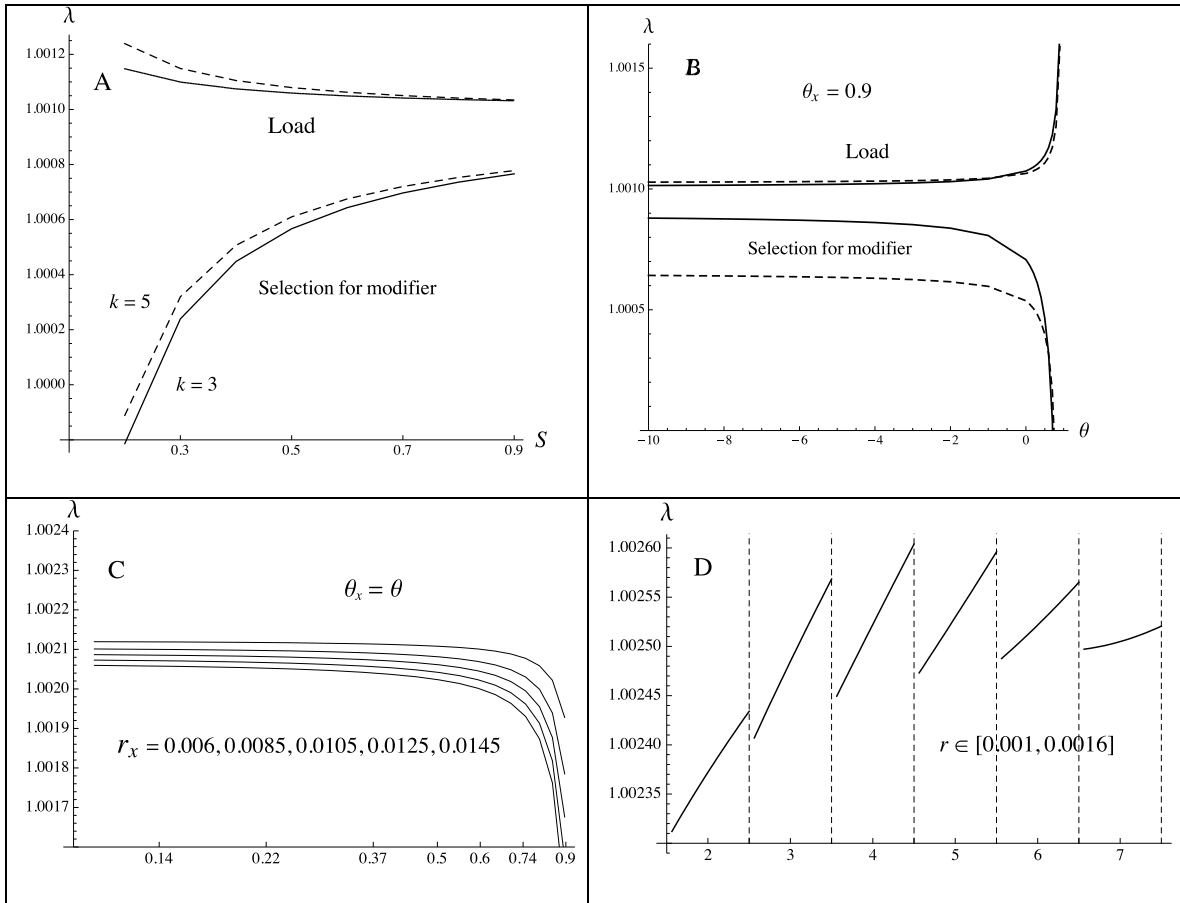 λ
1.0012
A
1.0010
Load
1.0008
1.0006
1.0004
Selection for modifier
k = 5
1.0002
k = 3
1.0000
0.3 0.5 0.7 0.9 S
λ
1.0015
B
θx = 0.9
Load
1.0010
Selection for modifier
1.0005
−10 −8 −6 −4 −2 0 θ
λ
1.0024
C
1.0023
θx = θ
1.0022
1.0021
1.0020
1.0019
rx = 0.006, 0.0085, 0.0105, 0.0125, 0.0145
1.0018
1.0017
0.14 0.22 0.37 0.5 0.6 0.74 0.9
λ
1.00260
D
1.00255
1.00250
1.00245
1.00240
r ∈ [0.001, 0.0016]
1.00235
2 3 4 5 6 7